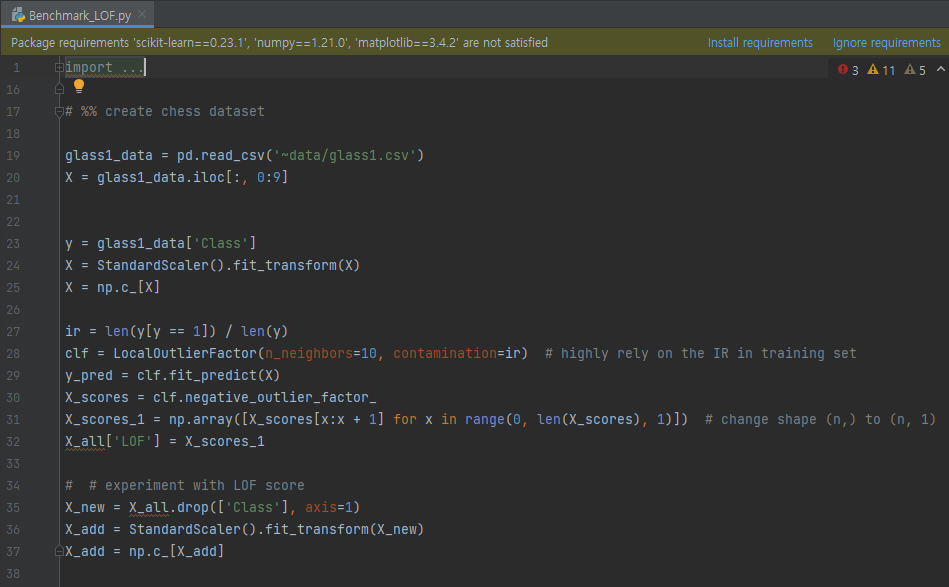 Benchmark_LOF.py
Package requirements 'scikit-learn==0.23.1', 'numpy==1.21.0', 'matplotlib==3.4.2' are not satisfied Install requirements Ignore requirements
1 import ... 3 11 5
16
17 # %% create chess dataset
18
19 glass1_data = pd.read_csv('~data/glass1.csv')
20 X = glass1_data.iloc[:, 0:9]
21
22
23 y = glass1_data['Class']
24 X = StandardScaler().fit_transform(X)
25 X = np.c_[X]
26
27 ir = len(y[y == 1]) / len(y)
28 clf = LocalOutlierFactor(n_neighbors=10, contamination=ir)  # highly rely on the IR in training set
29 y_pred = clf.fit_predict(X)
30 X_scores = clf.negative_outlier_factor_
31 X_scores_1 = np.array([X_scores[x:x + 1] for x in range(0, len(X_scores), 1)])  # change shape (n,) to (n, 1)
32 X_all['LOF'] = X_scores_1
33
34 #  # experiment with LOF score
35 X_new = X_all.drop(['Class'], axis=1)
36 X_add = StandardScaler().fit_transform(X_new)
37 X_add = np.c_[X_add]
38